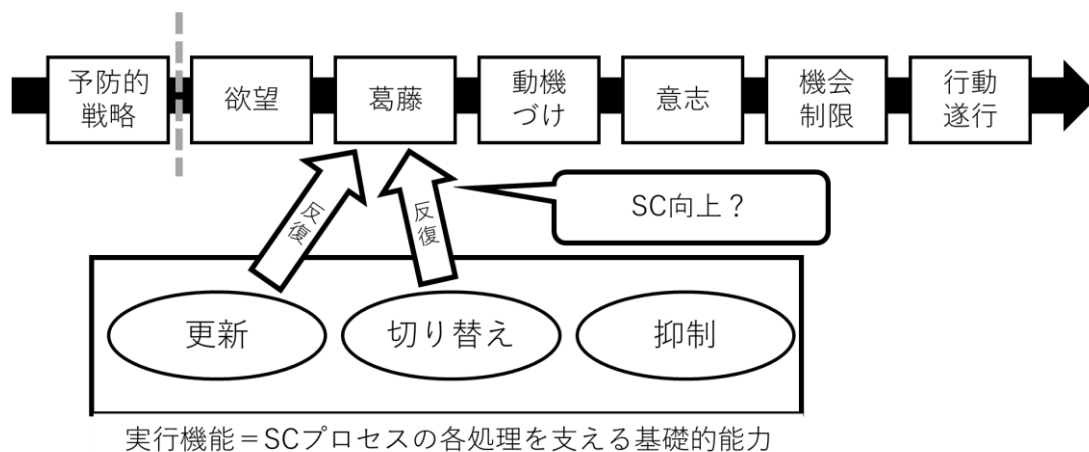 予防的
戦略
欲望
葛藤
動機
づけ
意志
機会
制限
行動
遂行
反復
反復
SC向上？
更新
切り替え
抑制
実行機能＝SCプロセスの各処理を支える基礎的能力